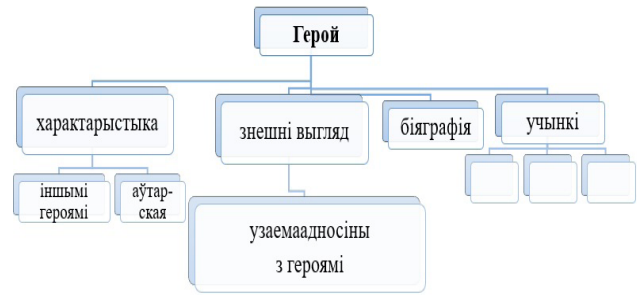 Герой
характарыстыка
знешні выгляд
біяграфія
учынкі
іншымі
героямі
аўтар-
ская
узаемаадносіны
з героямі